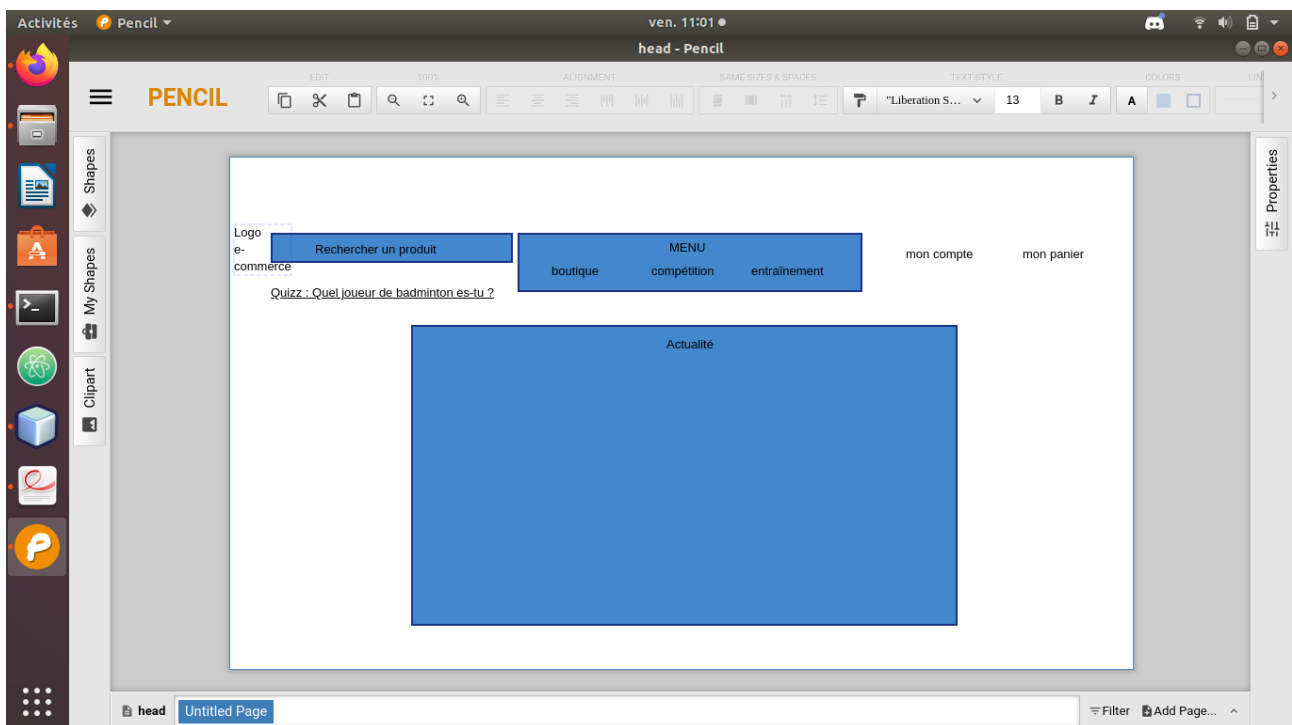 Activités Pencil ven. 11:01
head - Pencil
EDIT 100% ALIGNMENT SAME SIZES & SPACES TEXT STYLE COLORS LIN
PENCIL "Liberation S... 13 B I A
Shapes
My Shapes
Clipart
Properties
Logo
e-
commerce
Rechercher un produit
MENU
boutique compétition entraînement
mon compte mon panier
Quizz : Quel joueur de badminton es-tu ?
Actualité
head Untitled Page Filter Add Page...